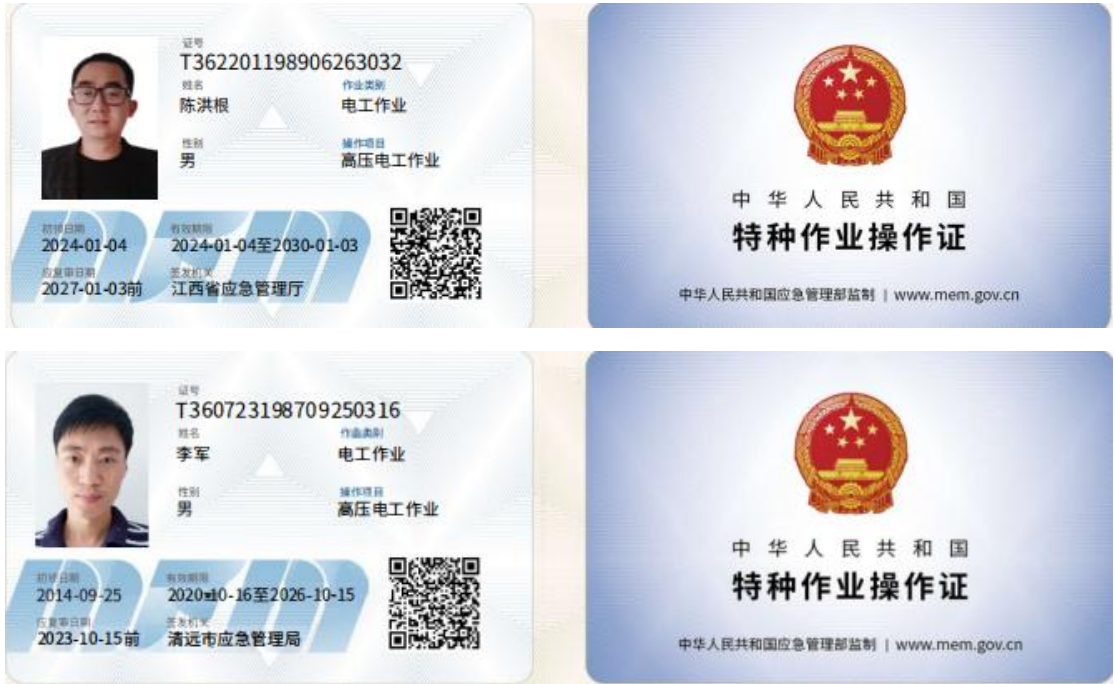 证号
T362201198906263032
姓名 作业类别
陈洪根 电工作业
性别 操作项目
男 高压电工作业
初领日期 有效期限
2024-01-04 2024-01-04至2030-01-03
应复审日期 签发机关
2027-01-03前 江西省应急管理厅
中华人民共和国
特种作业操作证
中华人民共和国应急管理部监制 | www.mem.gov.cn
证号
T360723198709250316
姓名 作业类别
李军 电工作业
性别 操作项目
男 高压电工作业
初领日期 有效期限
2014-09-25 2020-10-16至2026-10-15
应复审日期 签发机关
2023-10-15前 清远市应急管理局
中华人民共和国
特种作业操作证
中华人民共和国应急管理部监制 | www.mem.gov.cn